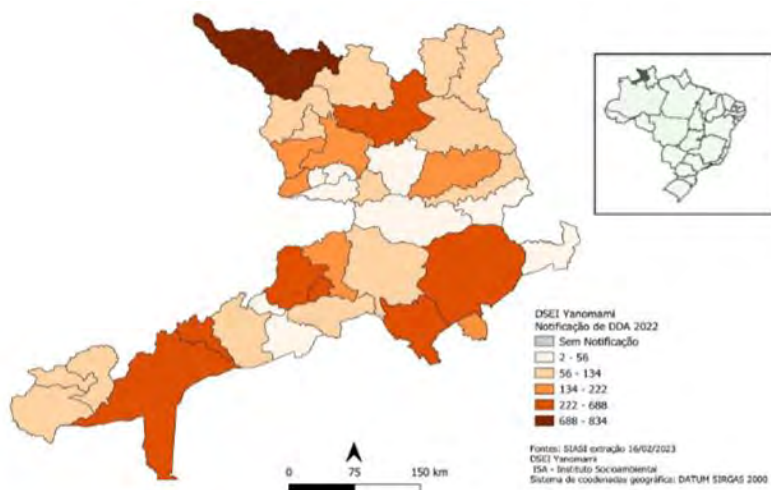 DSEI Yanomami
Notificação de DDA 2022
Sem Notificação
2 - 56
56 - 134
134 - 222
222 - 688
688 - 834
Fontes: SIASI extração 16/02/2023
DSEI Yanomami
ISA - Instituto Socioambiental
Sistema de coodenadas geográfica: DATUM SIRGAS 2000
0 75 150 km